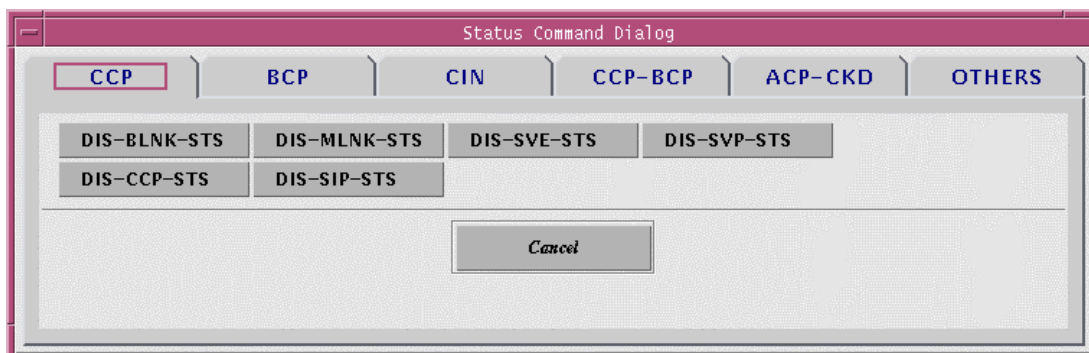 Status Command Dialog
CCP BCP CIN CCP-BCP ACP-CKD OTHERS
DIS-BLNK-STS DIS-MLNK-STS DIS-SVE-STS DIS-SVP-STS
DIS-CCP-STS DIS-SIP-STS
Cancel